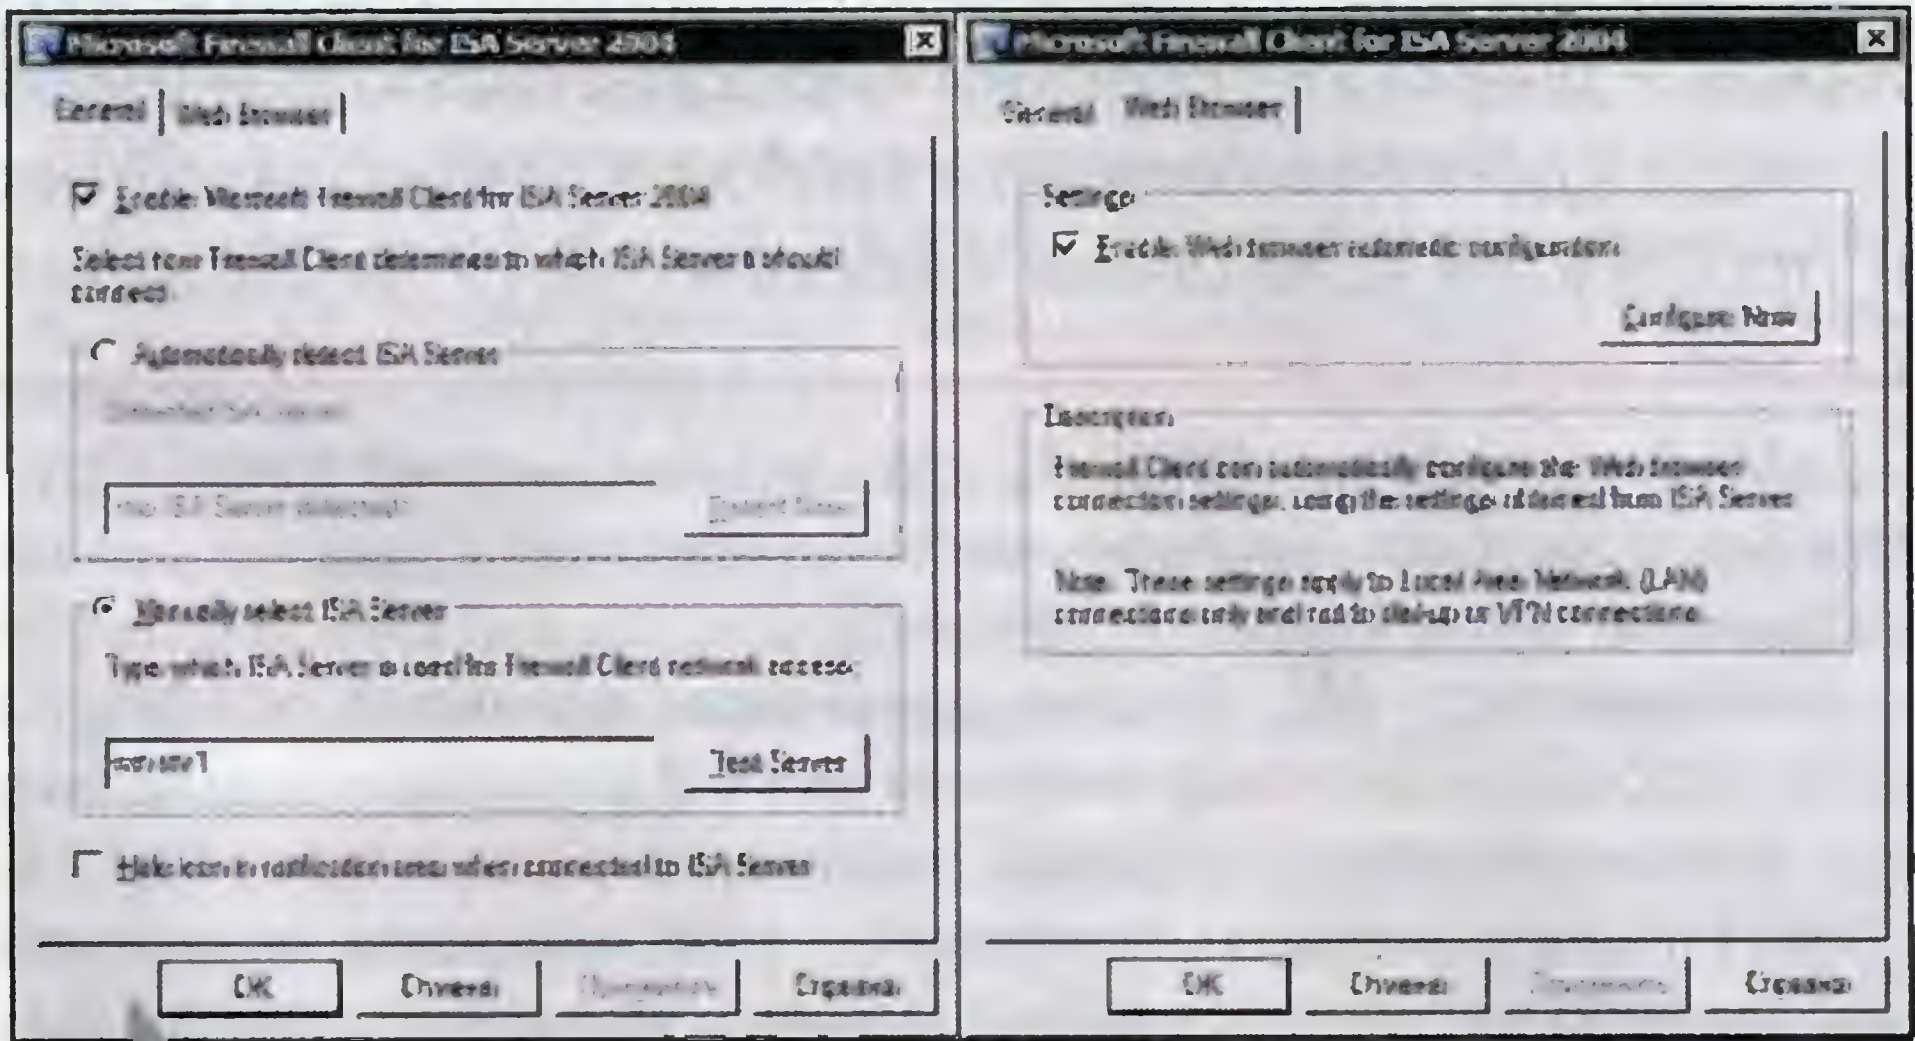 Microsoft Firewall Client for ISA Server 2004
General
Web Browser
Enable Microsoft Firewall Client for ISA Server 2004
Select how Firewall Client determines to which ISA Server it should
connect:
Automatically detect ISA Server
Detect Now
Manually select ISA Server
Type which ISA Server is used for Firewall Client network access:
Test Server
Hide icon in notification area when connected to ISA Server
OK
Отмена
Применить
Справка
Microsoft Firewall Client for ISA Server 2004
General
Web Browser
Settings
Enable Web browser automatic configuration
Configure Now
Description
Firewall Client can automatically configure the Web browser
connection settings, using the settings obtained from ISA Server
Note: These settings apply to Local Area Network (LAN)
connections only and not to dial-up or VPN connections.
OK
Отмена
Применить
Справка